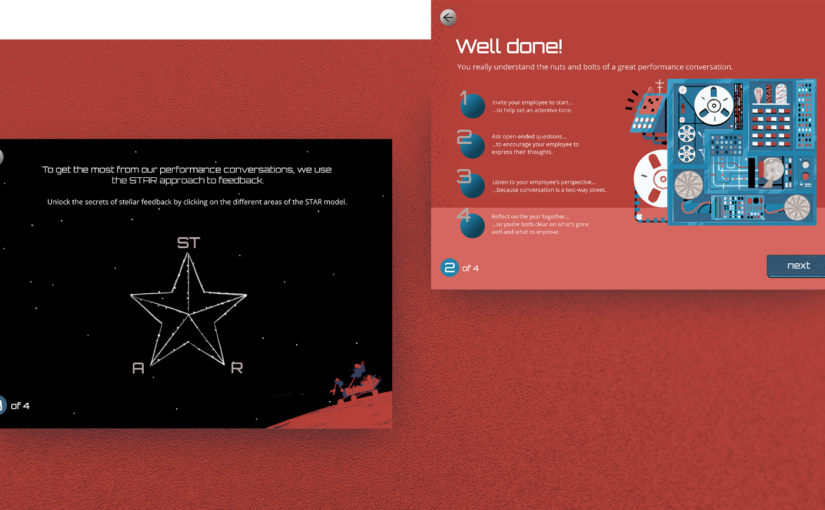 To get the most from our performance conversations, we use
the STAR approach to feedback.
Unlock the secrets of stellar feedback by clicking on the different areas of the STAR model.
ST
A
R
of 4
Well done!
You really understand the nuts and bolts of a great performance conversation.
1
Invite your employee to start...
...to help set an attentive tone.
2
Ask open ended questions...
...to encourage your employee to
express their thoughts.
3
Listen to your employee's perspective...
...because conversation is a two-way street.
4
Reflect on the year together...
...so you're both clear on what's gone
well and what to improve.
2 of 4
next